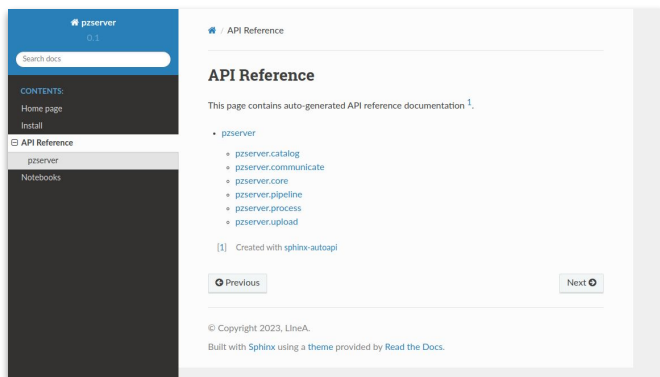 pzserver
0.1
Search docs
CONTENTS:
Home page
Install
API Reference
pzserver
Notebooks
/ API Reference
API Reference
This page contains auto-generated API reference documentation 1.
• pzserver
◦ pzserver.catalog
◦ pzserver.communicate
◦ pzserver.core
◦ pzserver.pipeline
◦ pzserver.process
◦ pzserver.upload
[1] Created with sphinx-autoapi
Previous
Next
© Copyright 2023, LIneA.
Built with Sphinx using a theme provided by Read the Docs.